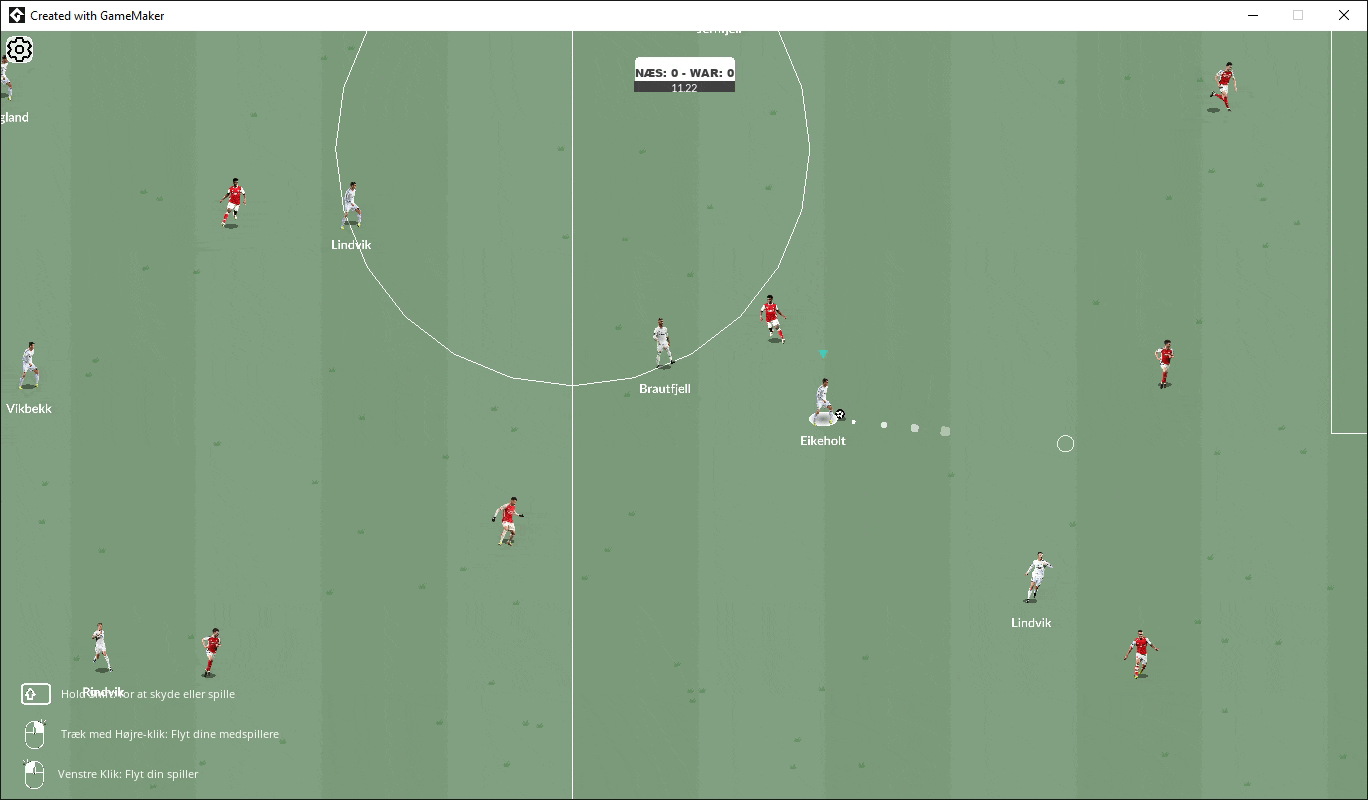 Created with GameMaker
NÆS: 0 - WAR: 0
11.22
gland
Lindvik
Brautfjell
Vikbekk
Eikeholt
Lindvik
Rindvik
Hold Shift for at skyde eller spille
Træk med Højre-klik: Flyt dine medspillere
Venstre Klik: Flyt din spiller